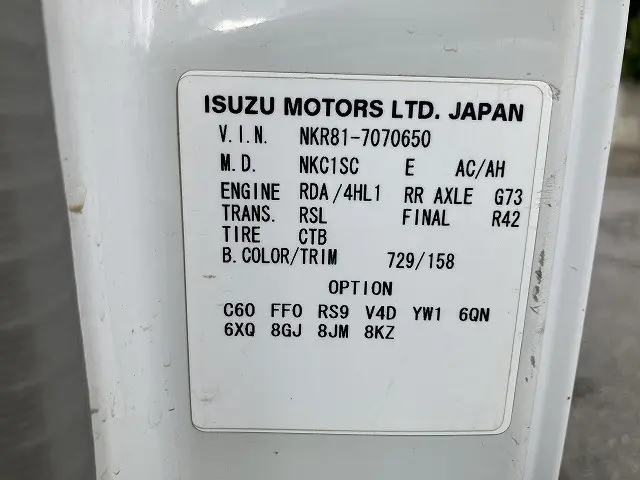 ISUZU MOTORS LTD. JAPAN
V.I.N. NKR81-7070650
M.D. NKC1SC E AC/AH
ENGINE RDA/4HL1 RR AXLE G73
TRANS. RSL FINAL R42
TIRE CTB
B.COLOR/TRIM 729/158
OPTION
C60 FF0 RS9 V4D YW1 6QN
6XQ 8GJ 8JM 8KZ